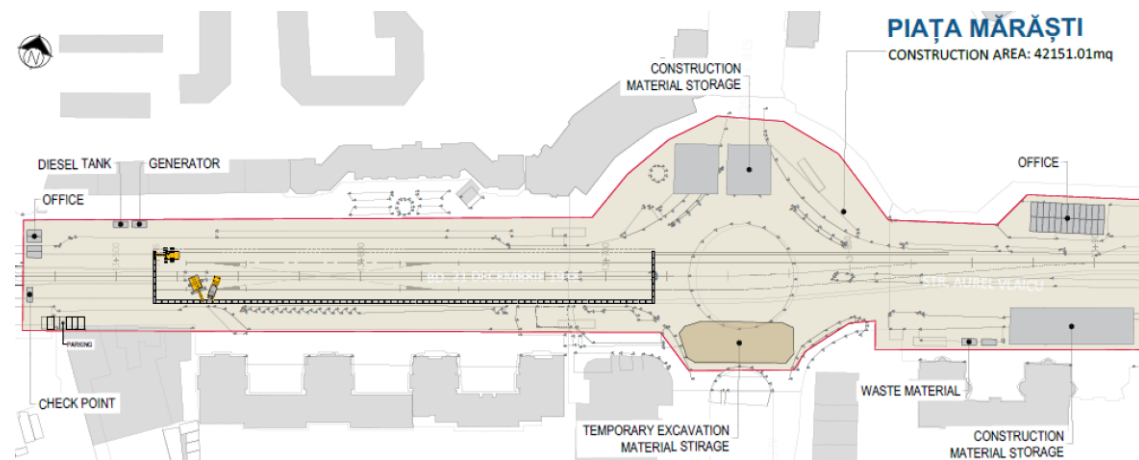 PIAȚA MĂRĂȘTI
CONSTRUCTION AREA: 42151.01mq
N
CONSTRUCTION
MATERIAL STORAGE
DIESEL TANK
GENERATOR
OFFICE
OFFICE
STR. AUREL VLAICU
PARKING
CHECK POINT
WASTE MATERIAL
TEMPORARY EXCAVATION
MATERIAL STIRAGE
CONSTRUCTION
MATERIAL STORAGE